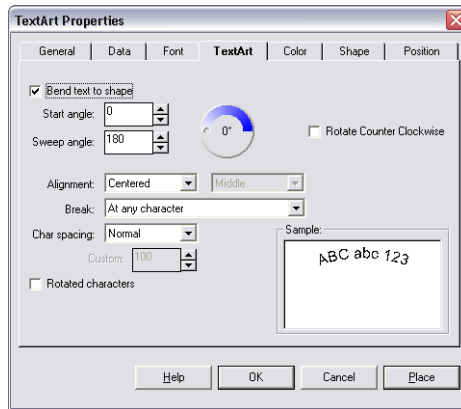 TextArt Properties
General Data Font TextArt Color Shape Position
Bend text to shape
Start angle: 0
0°
Rotate Counter Clockwise
Sweep angle: 180
Alignment: Centered Middle
Break: At any character
Char spacing: Normal
Sample:
Custom: 100
ABC abc 123
Rotated characters
Help OK Cancel Place